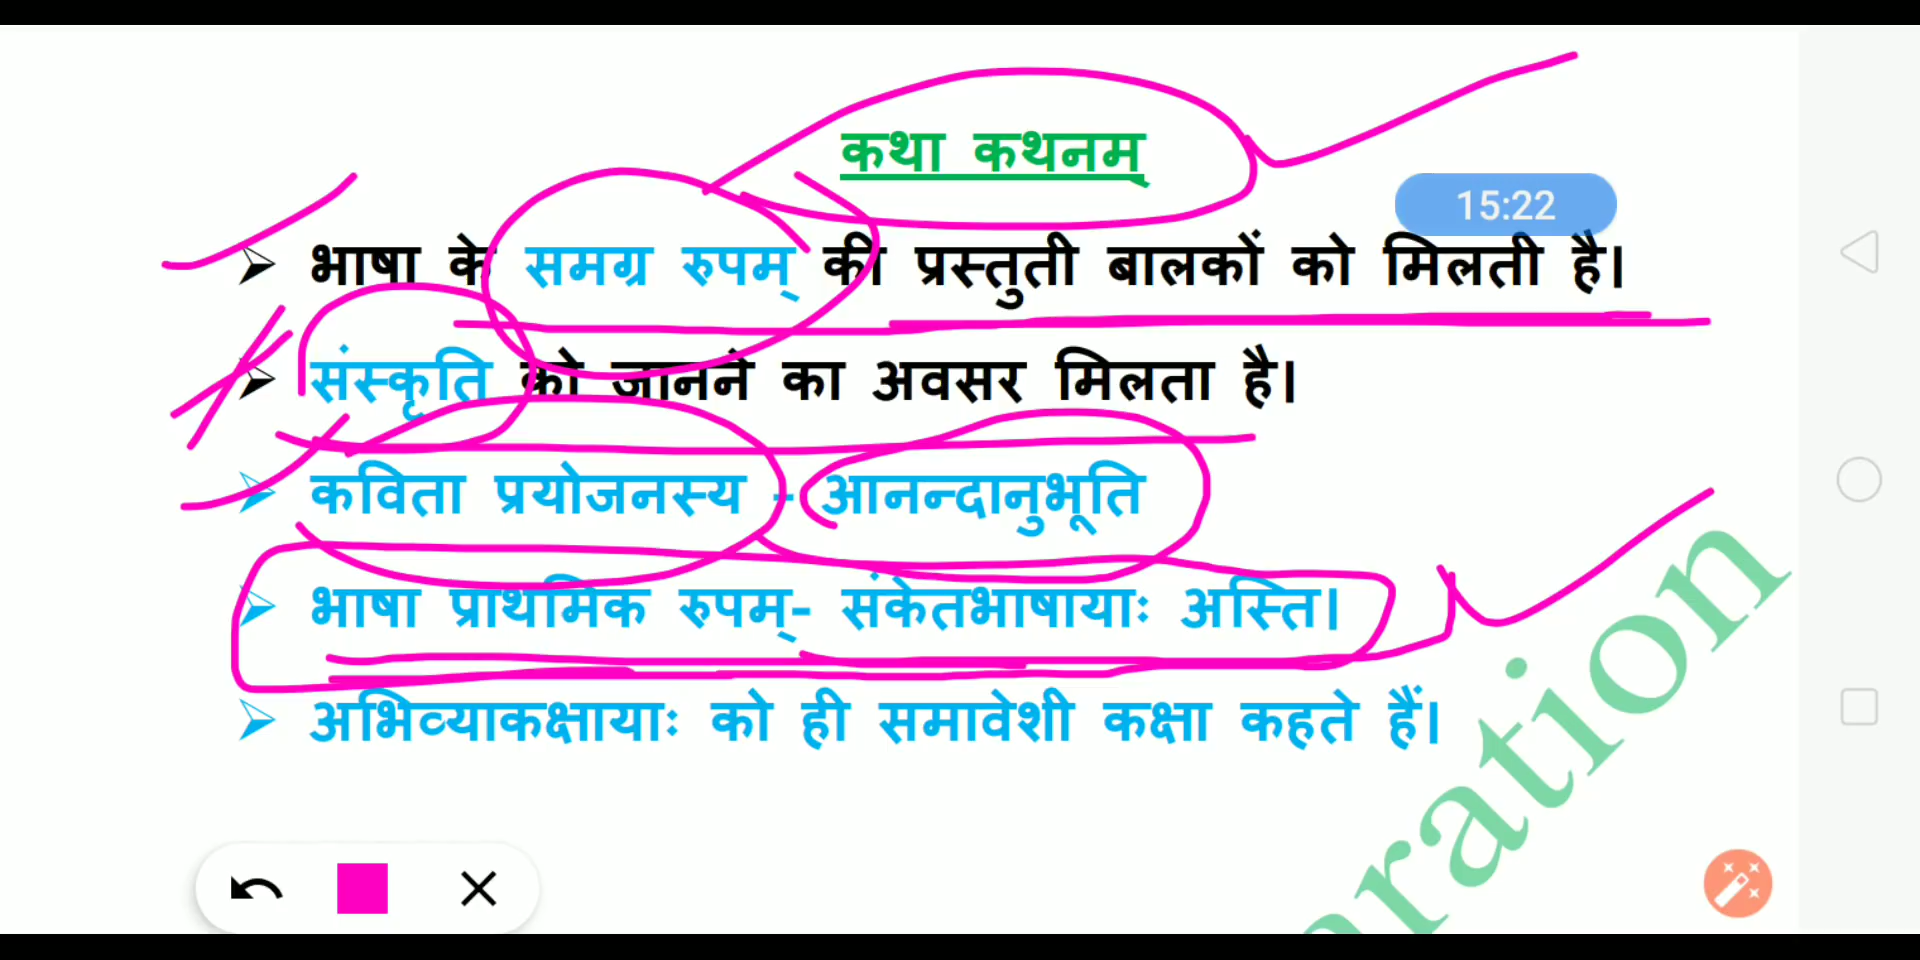 कथा कथनम्
15:22
भाषा के समग्र रुपम् की प्रस्तुती बालकों को मिलती है।
संस्कृति को जानने का अवसर मिलता है।
कविता प्रयोजनस्य - आनन्दानुभूति
भाषा प्राथमिक रुपम्- संकेतभाषायाः अस्ति।
अभिव्याकक्षायाः को ही समावेशी कक्षा कहते हैं।
aration